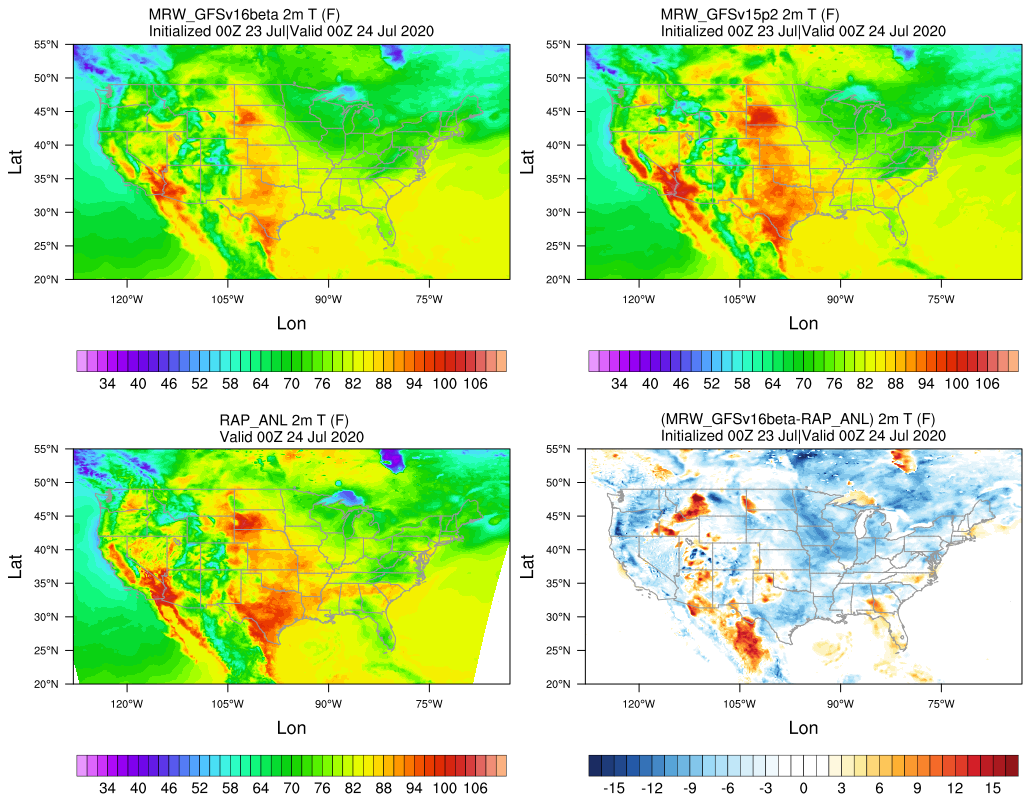 MRW_GFSv16beta 2m T (F)
Initialized 00Z 23 Jul|Valid 00Z 24 Jul 2020
55°N
50°N
45°N
40°N
35°N
30°N
25°N
20°N
Lat
120°W 105°W 90°W 75°W
Lon
34 40 46 52 58 64 70 76 82 88 94 100 106
MRW_GFSv15p2 2m T (F)
Initialized 00Z 23 Jul|Valid 00Z 24 Jul 2020
55°N
50°N
45°N
40°N
35°N
30°N
25°N
20°N
Lat
120°W 105°W 90°W 75°W
Lon
34 40 46 52 58 64 70 76 82 88 94 100 106
RAP_ANL 2m T (F)
Valid 00Z 24 Jul 2020
55°N
50°N
45°N
40°N
35°N
30°N
25°N
20°N
Lat
120°W 105°W 90°W 75°W
Lon
34 40 46 52 58 64 70 76 82 88 94 100 106
(MRW_GFSv16beta-RAP_ANL) 2m T (F)
Initialized 00Z 23 Jul|Valid 00Z 24 Jul 2020
55°N
50°N
45°N
40°N
35°N
30°N
25°N
20°N
Lat
120°W 105°W 90°W 75°W
Lon
-15 -12 -9 -6 -3 0 3 6 9 12 15